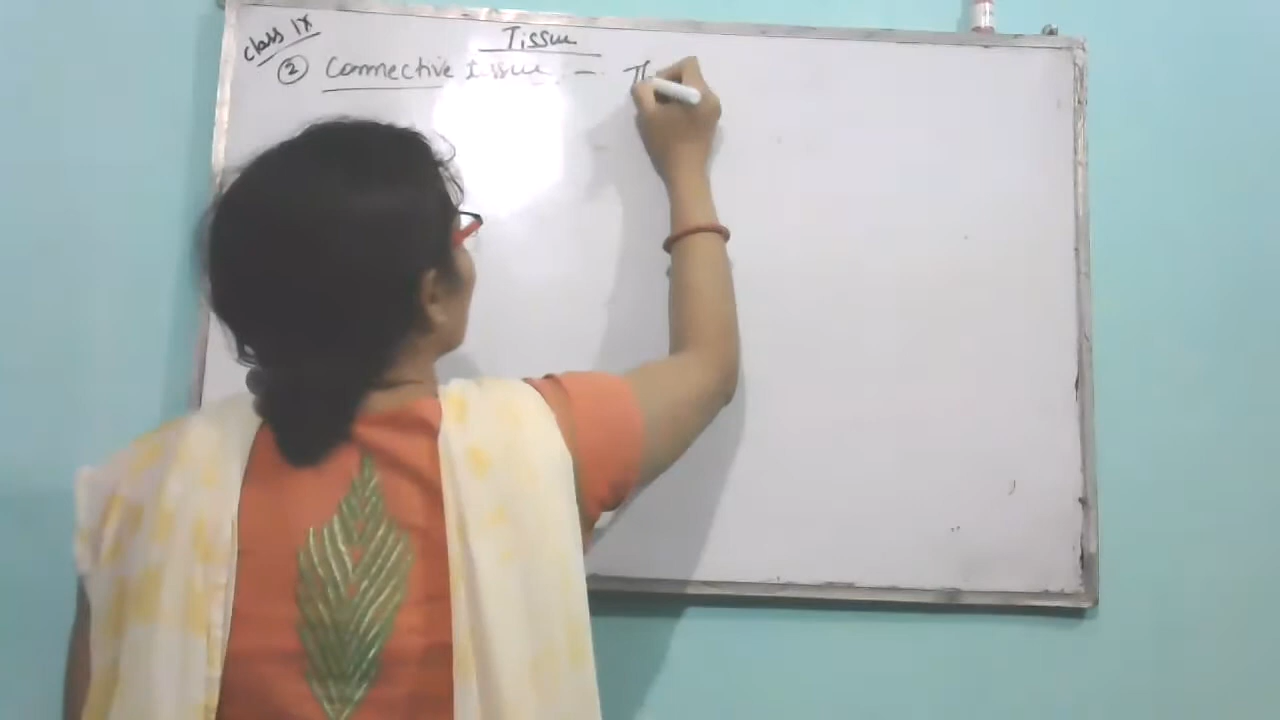 Class IX
Tissue
② Connective tissue - Th